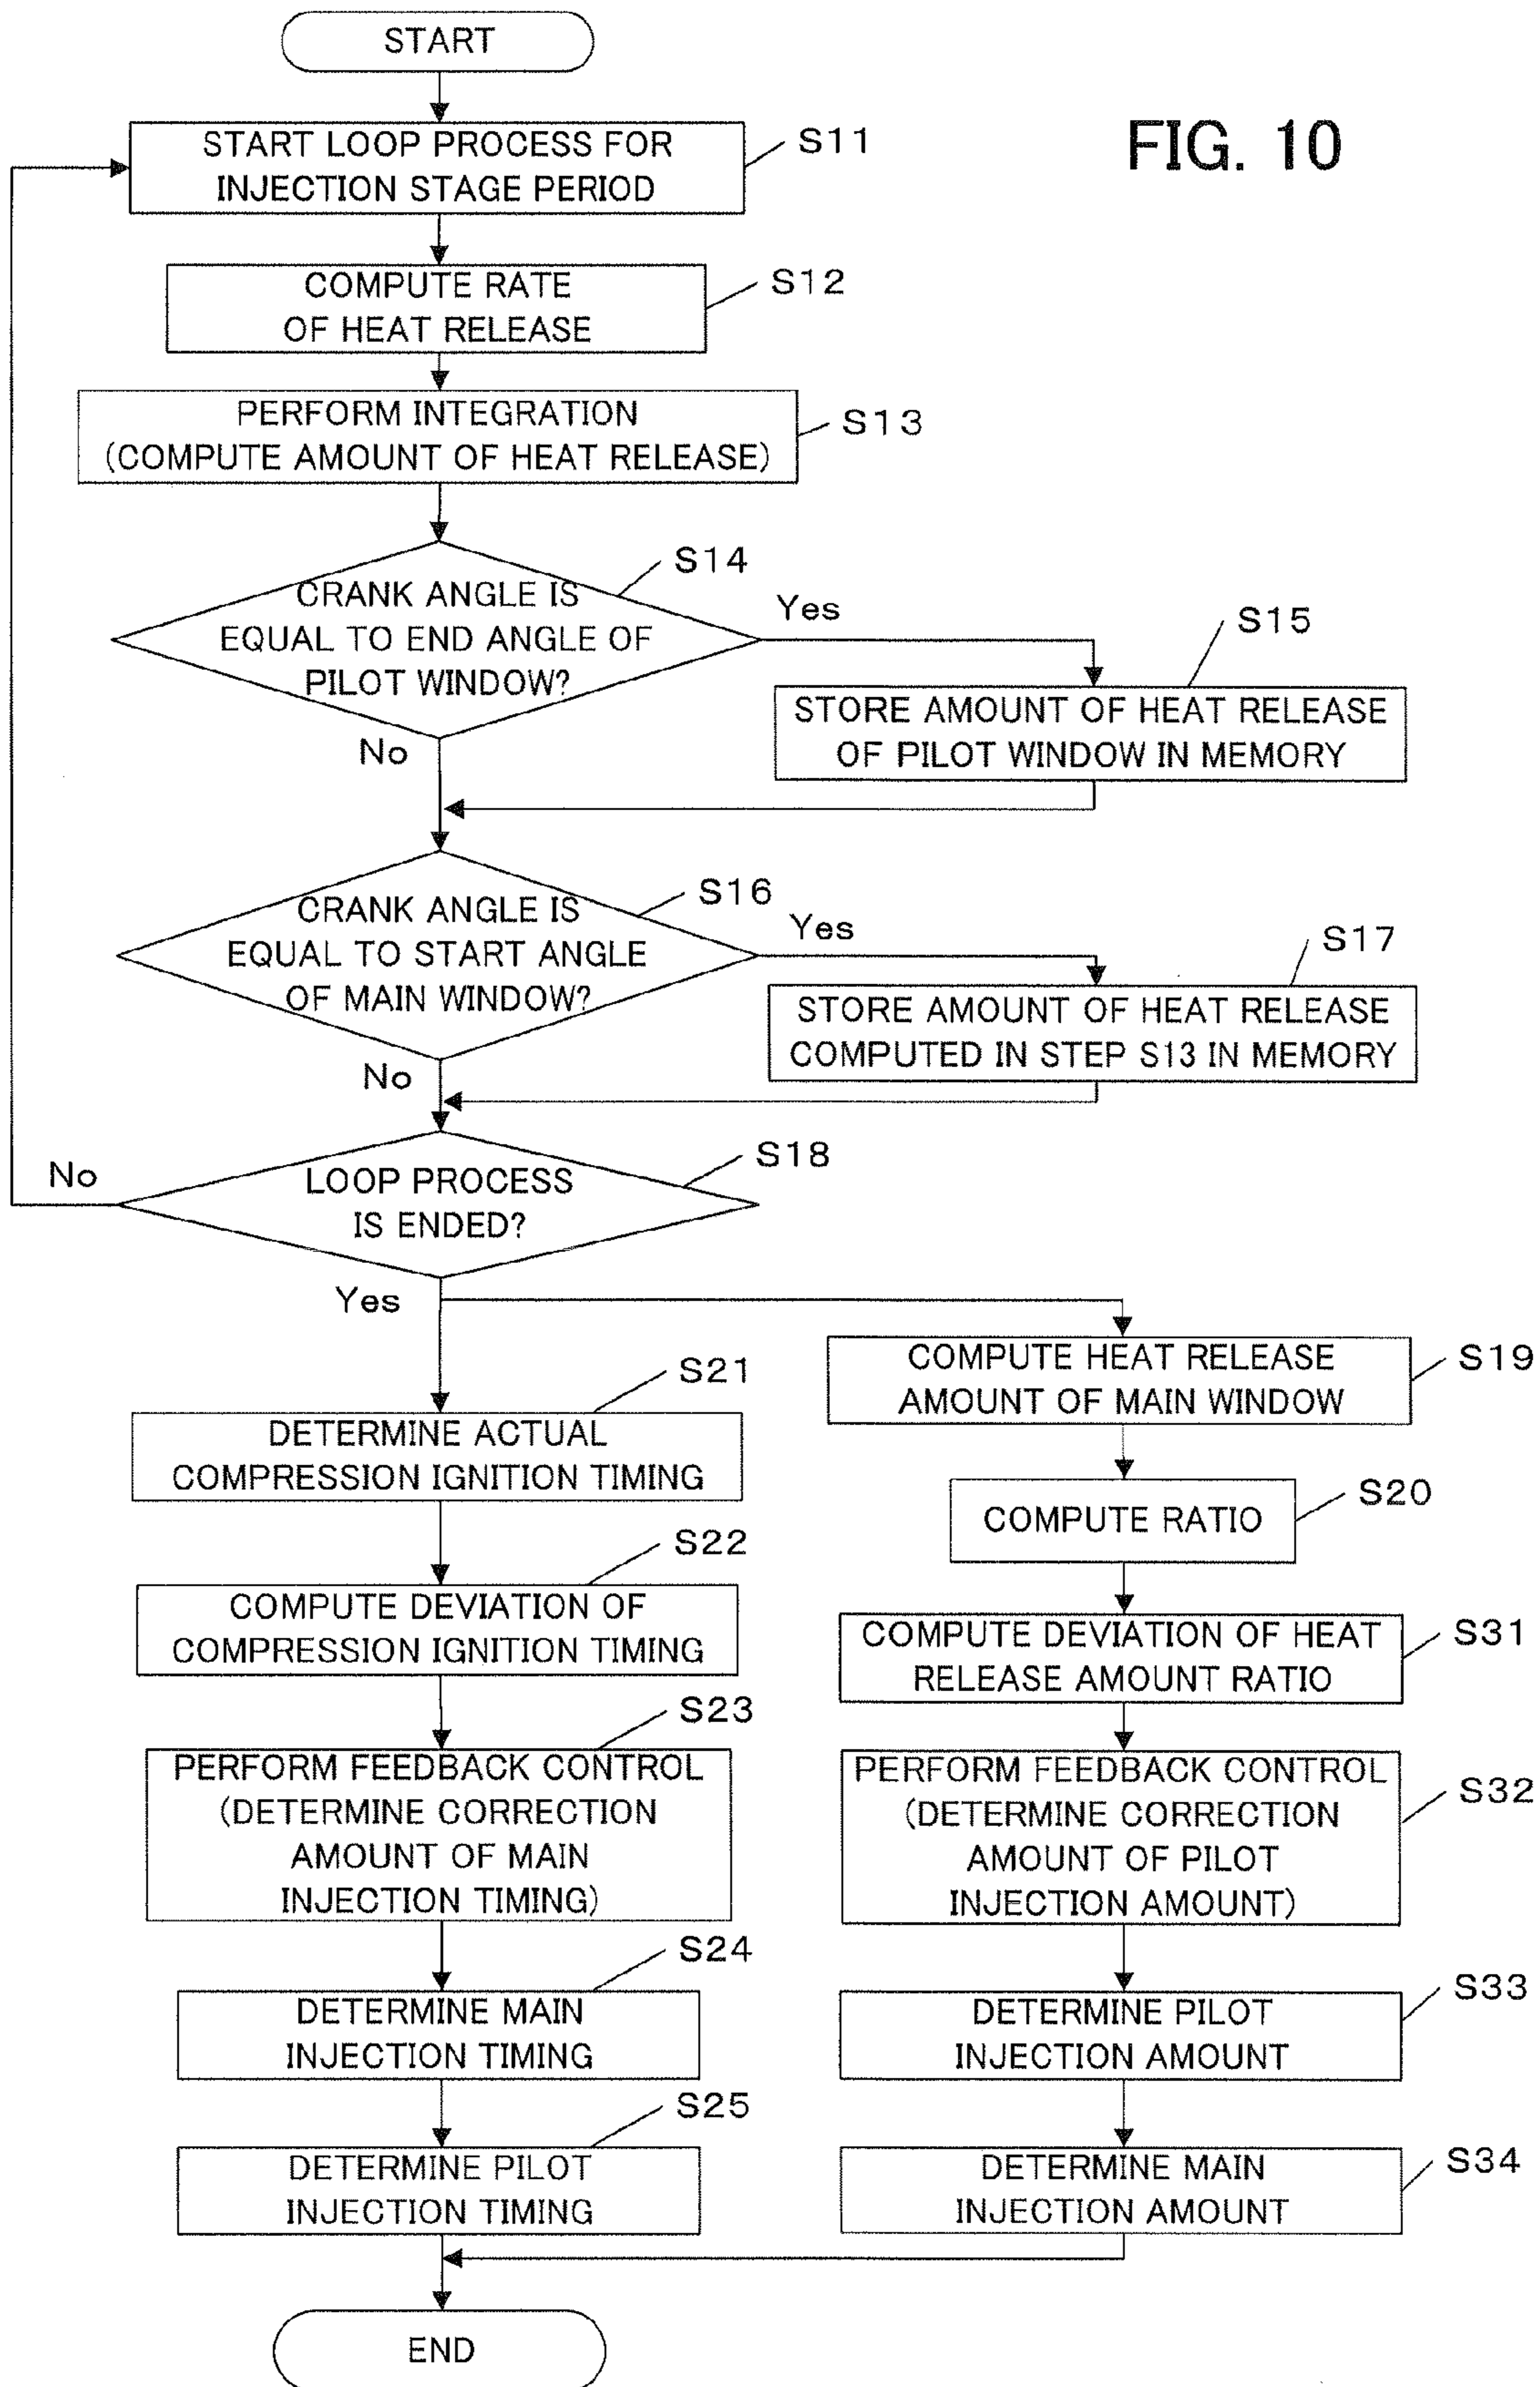 START
FIG. 10
START LOOP PROCESS FOR
INJECTION STAGE PERIOD
S11
COMPUTE RATE
OF HEAT RELEASE
S12
PERFORM INTEGRATION
(COMPUTE AMOUNT OF HEAT RELEASE)
S13
CRANK ANGLE IS
EQUAL TO END ANGLE OF
PILOT WINDOW?
S14
Yes
No
S15
STORE AMOUNT OF HEAT RELEASE
OF PILOT WINDOW IN MEMORY
CRANK ANGLE IS
EQUAL TO START ANGLE
OF MAIN WINDOW?
S16
Yes
No
S17
STORE AMOUNT OF HEAT RELEASE
COMPUTED IN STEP S13 IN MEMORY
LOOP PROCESS
IS ENDED?
S18
No
Yes
S21
DETERMINE ACTUAL
COMPRESSION IGNITION TIMING
S22
COMPUTE DEVIATION OF
COMPRESSION IGNITION TIMING
S23
PERFORM FEEDBACK CONTROL
(DETERMINE CORRECTION
AMOUNT OF MAIN
INJECTION TIMING)
S24
DETERMINE MAIN
INJECTION TIMING
S25
DETERMINE PILOT
INJECTION TIMING
COMPUTE HEAT RELEASE
AMOUNT OF MAIN WINDOW
S19
COMPUTE RATIO
S20
COMPUTE DEVIATION OF HEAT
RELEASE AMOUNT RATIO
S31
PERFORM FEEDBACK CONTROL
(DETERMINE CORRECTION
AMOUNT OF PILOT
INJECTION AMOUNT)
S32
DETERMINE PILOT
INJECTION AMOUNT
S33
DETERMINE MAIN
INJECTION AMOUNT
S34
END